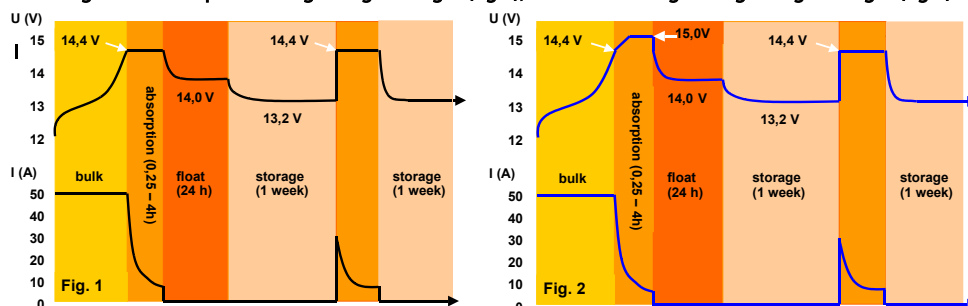 U (V)
15
14
13
12
I (A)
50
40
30
20
10
0
14,4 V
14,0 V
13,2 V
14,4 V
bulk
absorption (0,25 – 4h)
float
(24 h)
storage
(1 week)
storage
(1 week)
Fig. 1
U (V)
15
14
13
12
I (A)
50
40
30
20
10
0
14,4 V
15,0V
14,0 V
13,2 V
14,4 V
bulk
absorption (0,25 – 4h)
float
(24 h)
storage
(1 week)
storage
(1 week)
Fig. 2